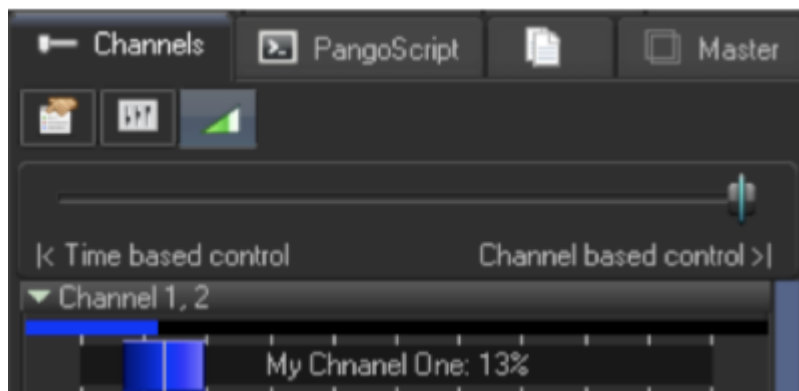 Channels PangoScript Master
|< Time based control Channel based control >|
Channel 1, 2
My Chnanel One: 13%